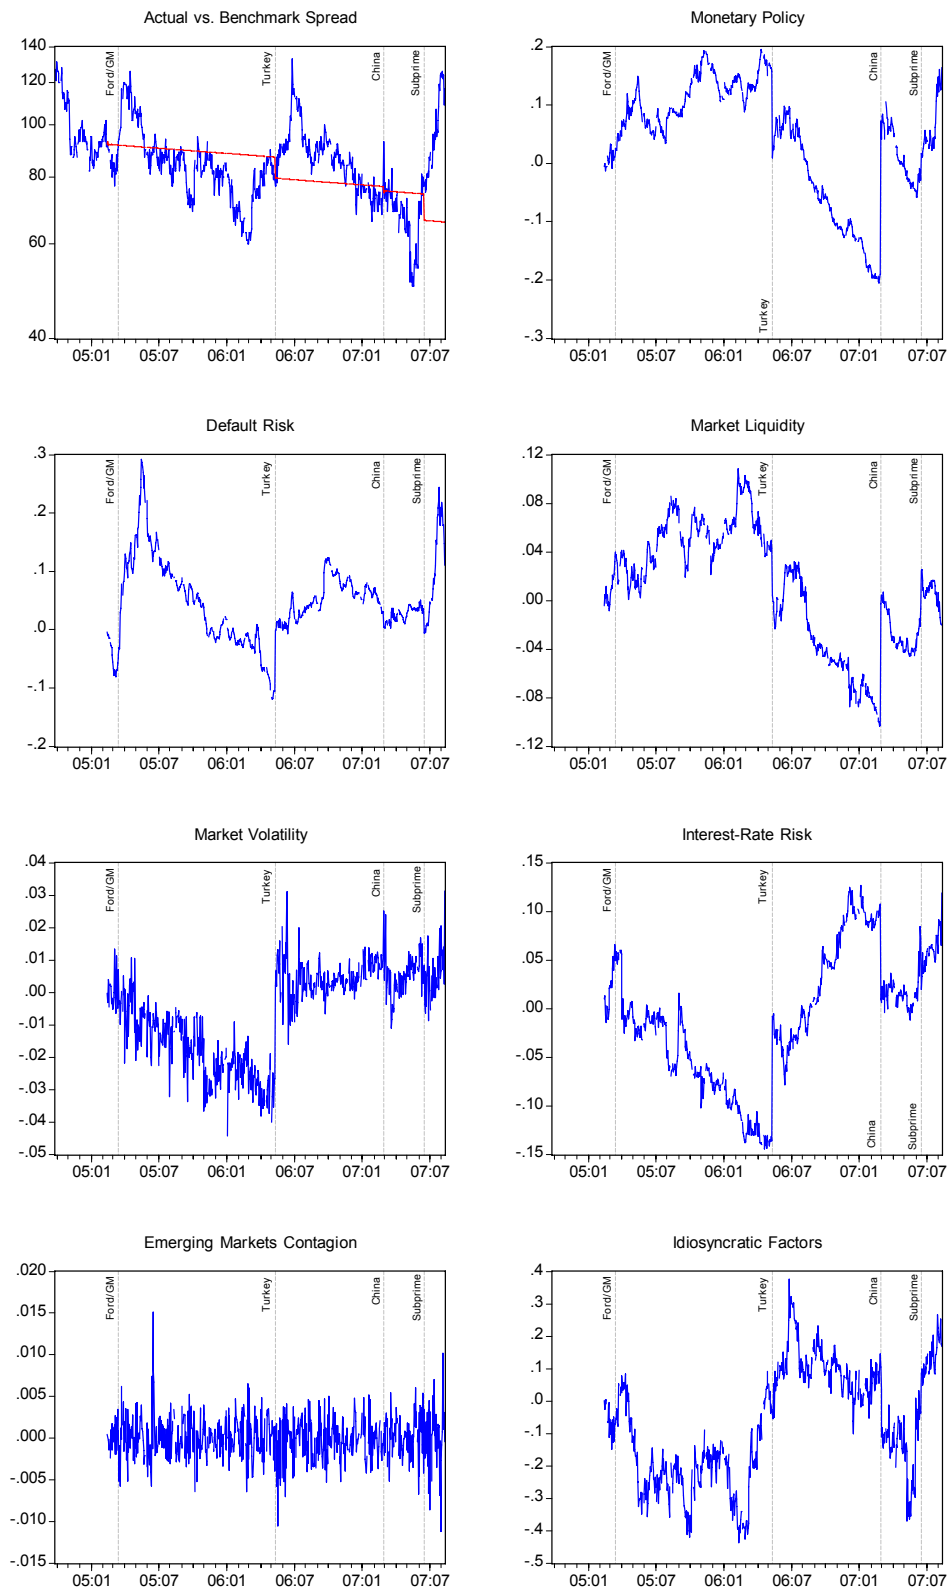 Actual vs. Benchmark Spread
140
120
100
80
60
40
Ford/GM
Turkey
China
Subprime
05:01 05:07 06:01 06:07 07:01 07:07
Monetary Policy
.2
.1
.0
-.1
-.2
-.3
Ford/GM
Turkey
China
Subprime
05:01 05:07 06:01 06:07 07:01 07:07
Default Risk
.3
.2
.1
.0
-.1
-.2
Ford/GM
Turkey
China
Subprime
05:01 05:07 06:01 06:07 07:01 07:07
Market Liquidity
.12
.08
.04
.00
-.04
-.08
-.12
Ford/GM
Turkey
China
Subprime
05:01 05:07 06:01 06:07 07:01 07:07
Market Volatility
.04
.03
.02
.01
.00
-.01
-.02
-.03
-.04
-.05
Ford/GM
Turkey
China
Subprime
05:01 05:07 06:01 06:07 07:01 07:07
Interest-Rate Risk
.15
.10
.05
.00
-.05
-.10
-.15
Ford/GM
Turkey
China
Subprime
05:01 05:07 06:01 06:07 07:01 07:07
Emerging Markets Contagion
.020
.015
.010
.005
.000
-.005
-.010
-.015
Ford/GM
Turkey
China
Subprime
05:01 05:07 06:01 06:07 07:01 07:07
Idiosyncratic Factors
.4
.3
.2
.1
.0
-.1
-.2
-.3
-.4
-.5
Ford/GM
Turkey
China
Subprime
05:01 05:07 06:01 06:07 07:01 07:07